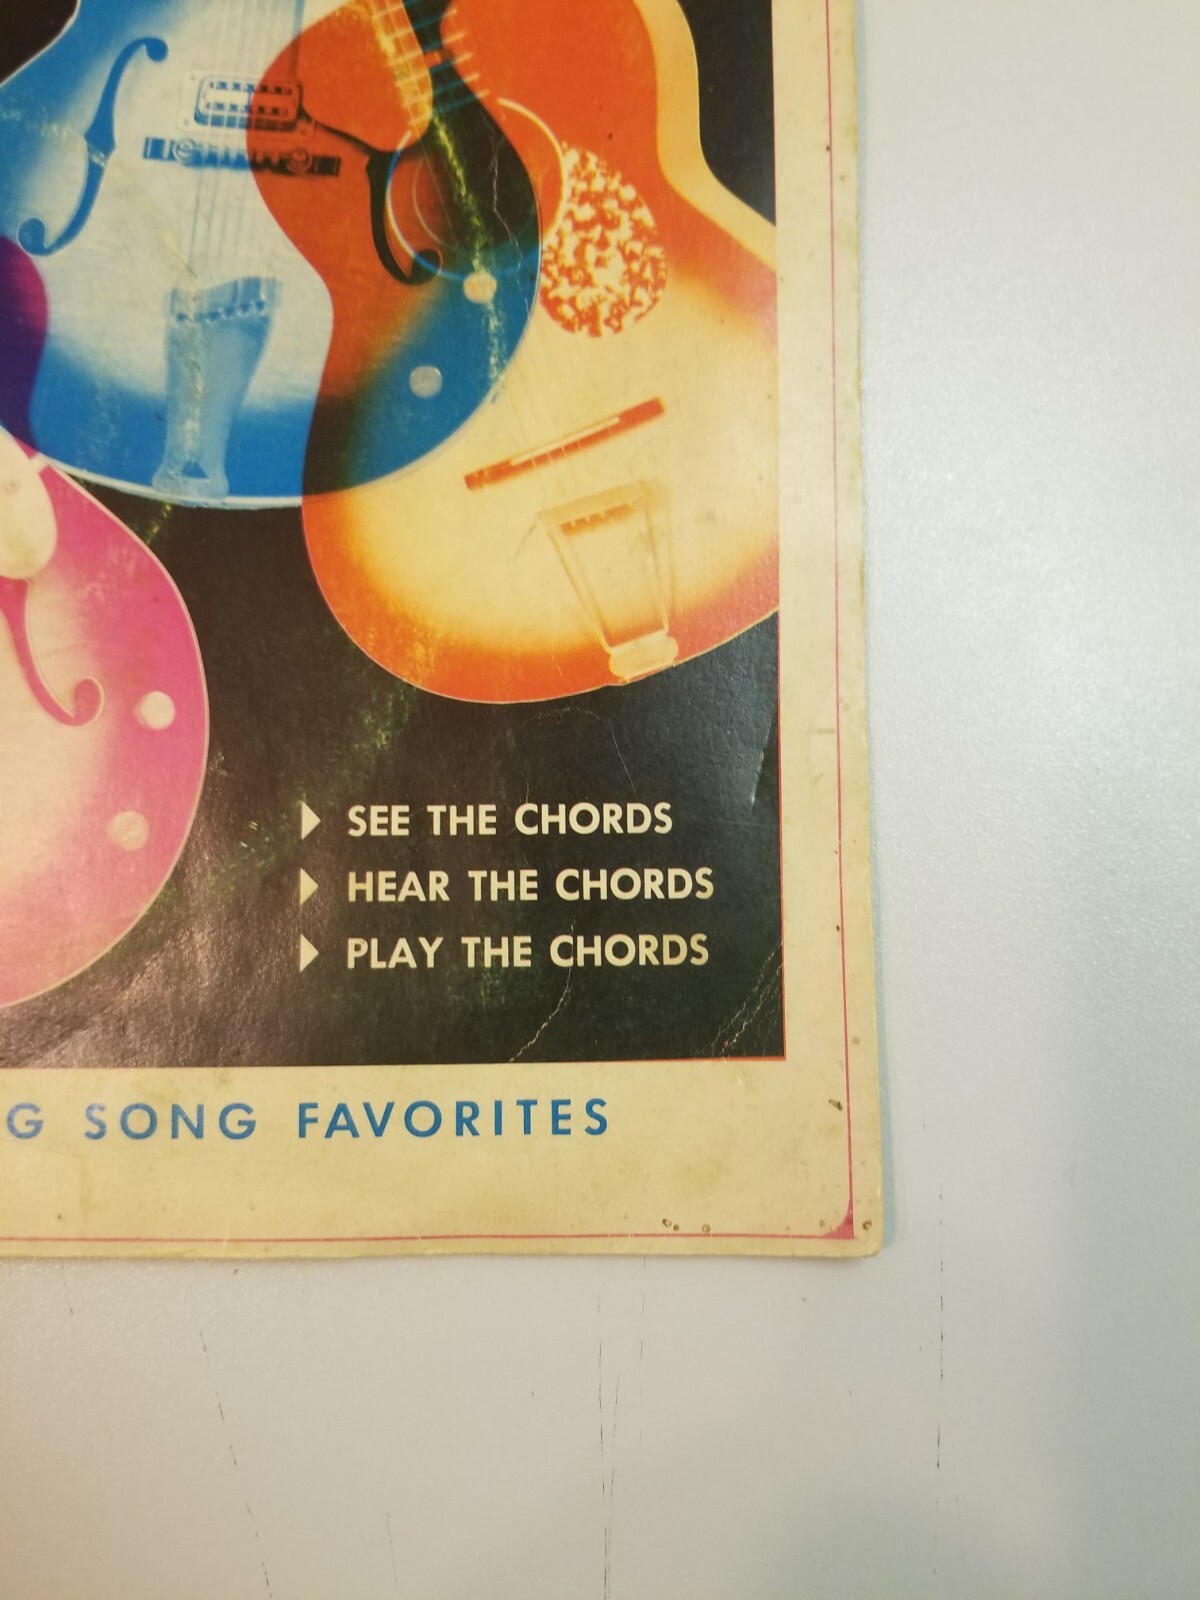 SEE THE CHORDS
HEAR THE CHORDS
PLAY THE CHORDS
G SONG FAVORITES